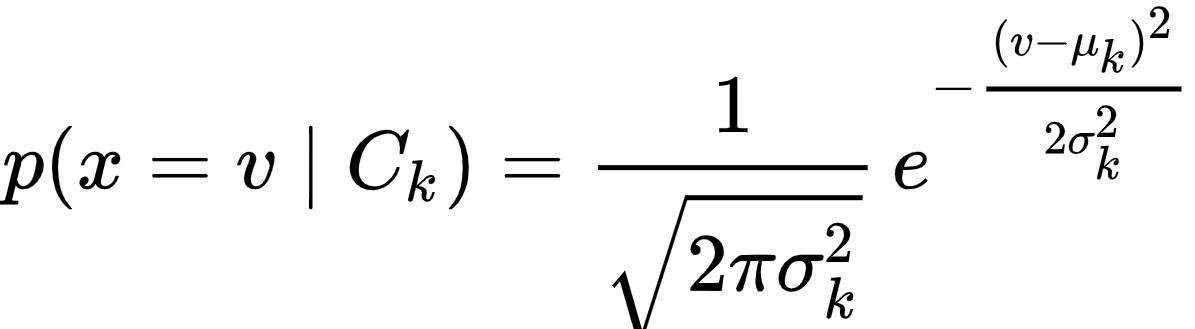 p(x = v | C_k) = \frac{1}{\sqrt{2\pi\sigma_k^2}} e^{-\frac{(v-\mu_k)^2}{2\sigma_k^2}}